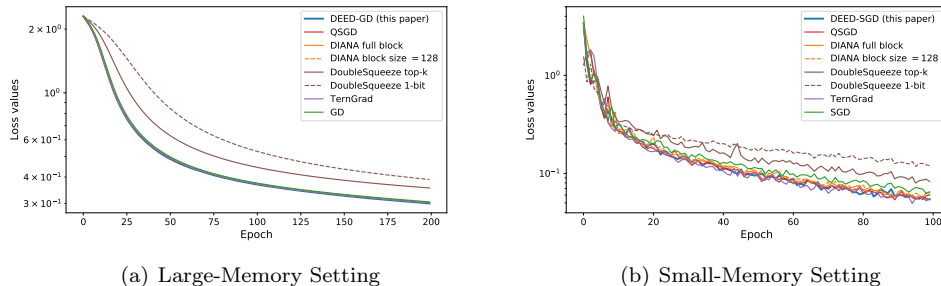 2 × 10⁰
10⁰
6 × 10⁻¹
4 × 10⁻¹
3 × 10⁻¹
Loss values
0 25 50 75 100 125 150 175 200
Epoch
DEED-GD (this paper)
QSGD
DIANA full block
DIANA block size = 128
DoubleSqueeze top-k
DoubleSqueeze 1-bit
TernGrad
GD
(a) Large-Memory Setting
10⁰
10⁻¹
Loss values
0 20 40 60 80 100
Epoch
DEED-SGD (this paper)
QSGD
DIANA full block
DIANA block size = 128
DoubleSqueeze top-k
DoubleSqueeze 1-bit
TernGrad
SGD
(b) Small-Memory Setting